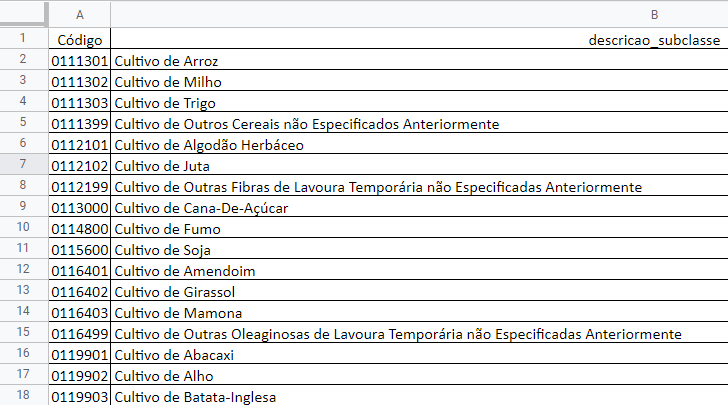 A B
1 Código descricao_subclasse
2 0111301 Cultivo de Arroz
3 0111302 Cultivo de Milho
4 0111303 Cultivo de Trigo
5 0111399 Cultivo de Outros Cereais não Especificados Anteriormente
6 0112101 Cultivo de Algodão Herbáceo
7 0112102 Cultivo de Juta
8 0112199 Cultivo de Outras Fibras de Lavoura Temporária não Especificadas Anteriormente
9 0113000 Cultivo de Cana-De-Açúcar
10 0114800 Cultivo de Fumo
11 0115600 Cultivo de Soja
12 0116401 Cultivo de Amendoim
13 0116402 Cultivo de Girassol
14 0116403 Cultivo de Mamona
15 0116499 Cultivo de Outras Oleaginosas de Lavoura Temporária não Especificadas Anteriormente
16 0119901 Cultivo de Abacaxi
17 0119902 Cultivo de Alho
18 0119903 Cultivo de Batata-Inglesa